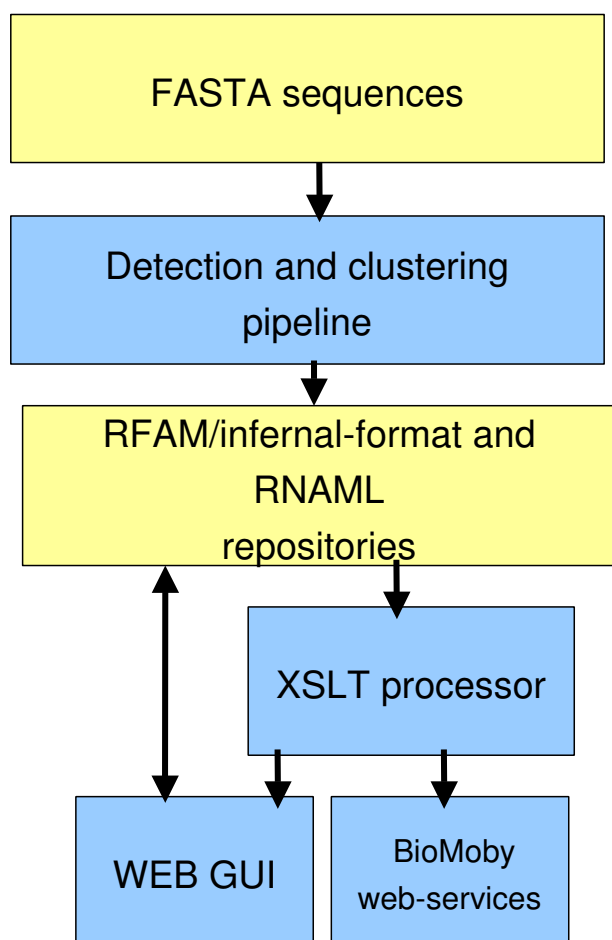 FASTA sequences
Detection and clustering
pipeline
RFAM/infernal-format and
RNAML
repositories
XSLT processor
WEB GUI
BioMoby
web-services